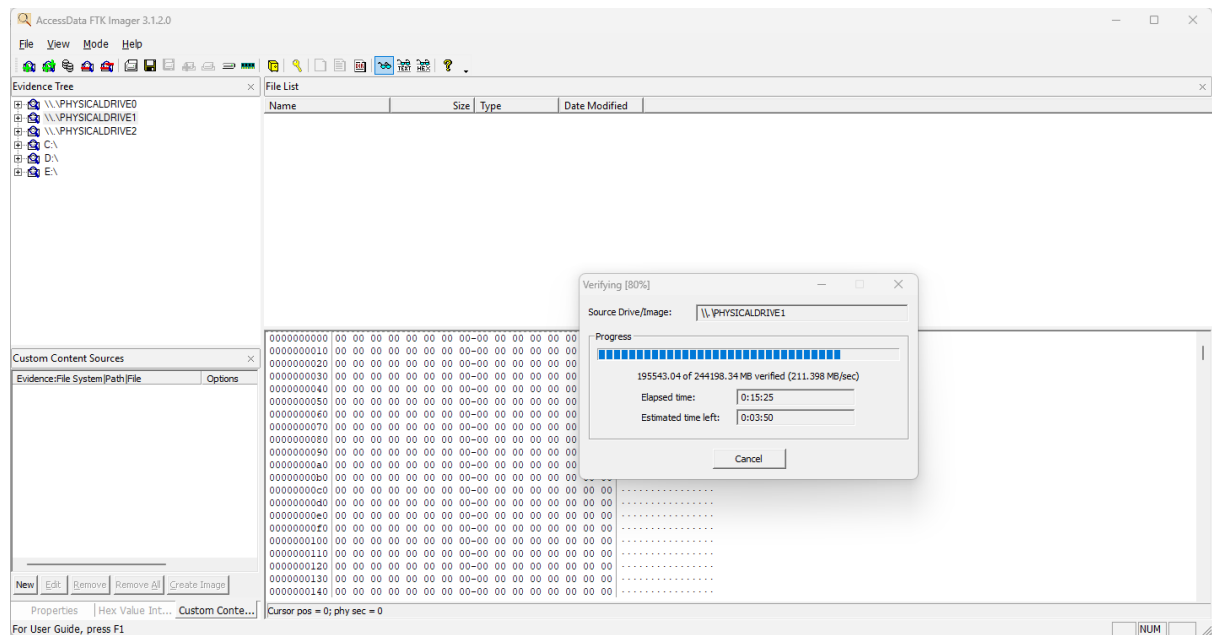 AccessData FTK Imager 3.1.2.0
File View Mode Help
Evidence Tree
\\.\PHYSICALDRIVE0
\\.\PHYSICALDRIVE1
\\.\PHYSICALDRIVE2
C:\
D:\
E:\
File List
Name Size Type Date Modified
Custom Content Sources
Evidence:File System|Path|File Options
New Edit Remove Remove All Create Image
Properties Hex Value Int... Custom Conte...
0000000000 00 00 00 00 00 00 00 00-00 00 00 00 00 00
0000000010 00 00 00 00 00 00 00 00-00 00 00 00 00 00
0000000020 00 00 00 00 00 00 00 00-00 00 00 00 00 00
0000000030 00 00 00 00 00 00 00 00-00 00 00 00 00 00
0000000040 00 00 00 00 00 00 00 00-00 00 00 00 00 00
0000000050 00 00 00 00 00 00 00 00-00 00 00 00 00 00
0000000060 00 00 00 00 00 00 00 00-00 00 00 00 00 00
0000000070 00 00 00 00 00 00 00 00-00 00 00 00 00 00
0000000080 00 00 00 00 00 00 00 00-00 00 00 00 00 00
0000000090 00 00 00 00 00 00 00 00-00 00 00 00 00 00
00000000a0 00 00 00 00 00 00 00 00-00 00 00 00 00 00
00000000b0 00 00 00 00 00 00 00 00-00 00 00 00 00 00 00 00
00000000c0 00 00 00 00 00 00 00 00-00 00 00 00 00 00 00 00 ················
00000000d0 00 00 00 00 00 00 00 00-00 00 00 00 00 00 00 00 ················
00000000e0 00 00 00 00 00 00 00 00-00 00 00 00 00 00 00 00 ················
00000000f0 00 00 00 00 00 00 00 00-00 00 00 00 00 00 00 00 ················
0000000100 00 00 00 00 00 00 00 00-00 00 00 00 00 00 00 00 ················
0000000110 00 00 00 00 00 00 00 00-00 00 00 00 00 00 00 00 ················
0000000120 00 00 00 00 00 00 00 00-00 00 00 00 00 00 00 00 ················
0000000130 00 00 00 00 00 00 00 00-00 00 00 00 00 00 00 00 ················
0000000140 00 00 00 00 00 00 00 00-00 00 00 00 00 00 00 00 ················
Cursor pos = 0; phy sec = 0
Verifying [80%]
Source Drive/Image: \\.\PHYSICALDRIVE1
Progress
195543.04 of 244198.34 MB verified (211.398 MB/sec)
Elapsed time: 0:15:25
Estimated time left: 0:03:50
Cancel
For User Guide, press F1
NUM